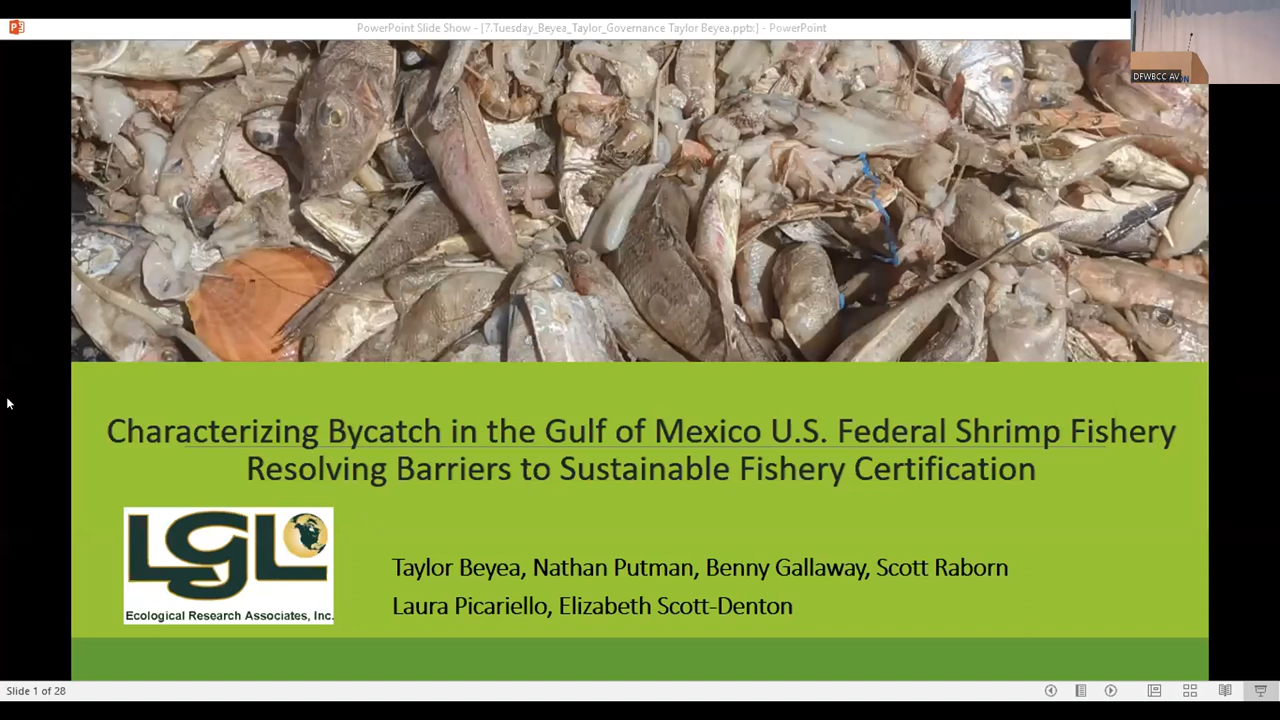 PowerPoint Slide Show - [7.Tuesday_Beyea_Taylor_Governance Taylor Beyea.pptx] - PowerPoint
DFWBCC AV
Characterizing Bycatch in the Gulf of Mexico U.S. Federal Shrimp Fishery
Resolving Barriers to Sustainable Fishery Certification
LGL
Ecological Research Associates, Inc.
Taylor Beyea, Nathan Putman, Benny Gallaway, Scott Raborn
Laura Picariello, Elizabeth Scott-Denton
Slide 1 of 28